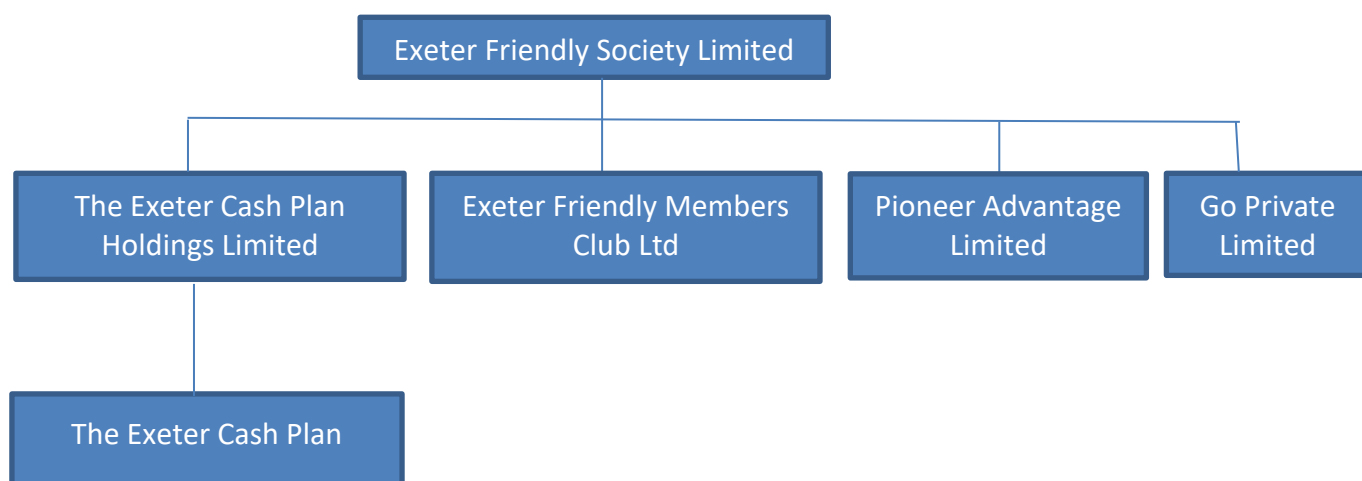 Exeter Friendly Society Limited
The Exeter Cash Plan
Holdings Limited
Exeter Friendly Members
Club Ltd
Pioneer Advantage
Limited
Go Private
Limited
The Exeter Cash Plan